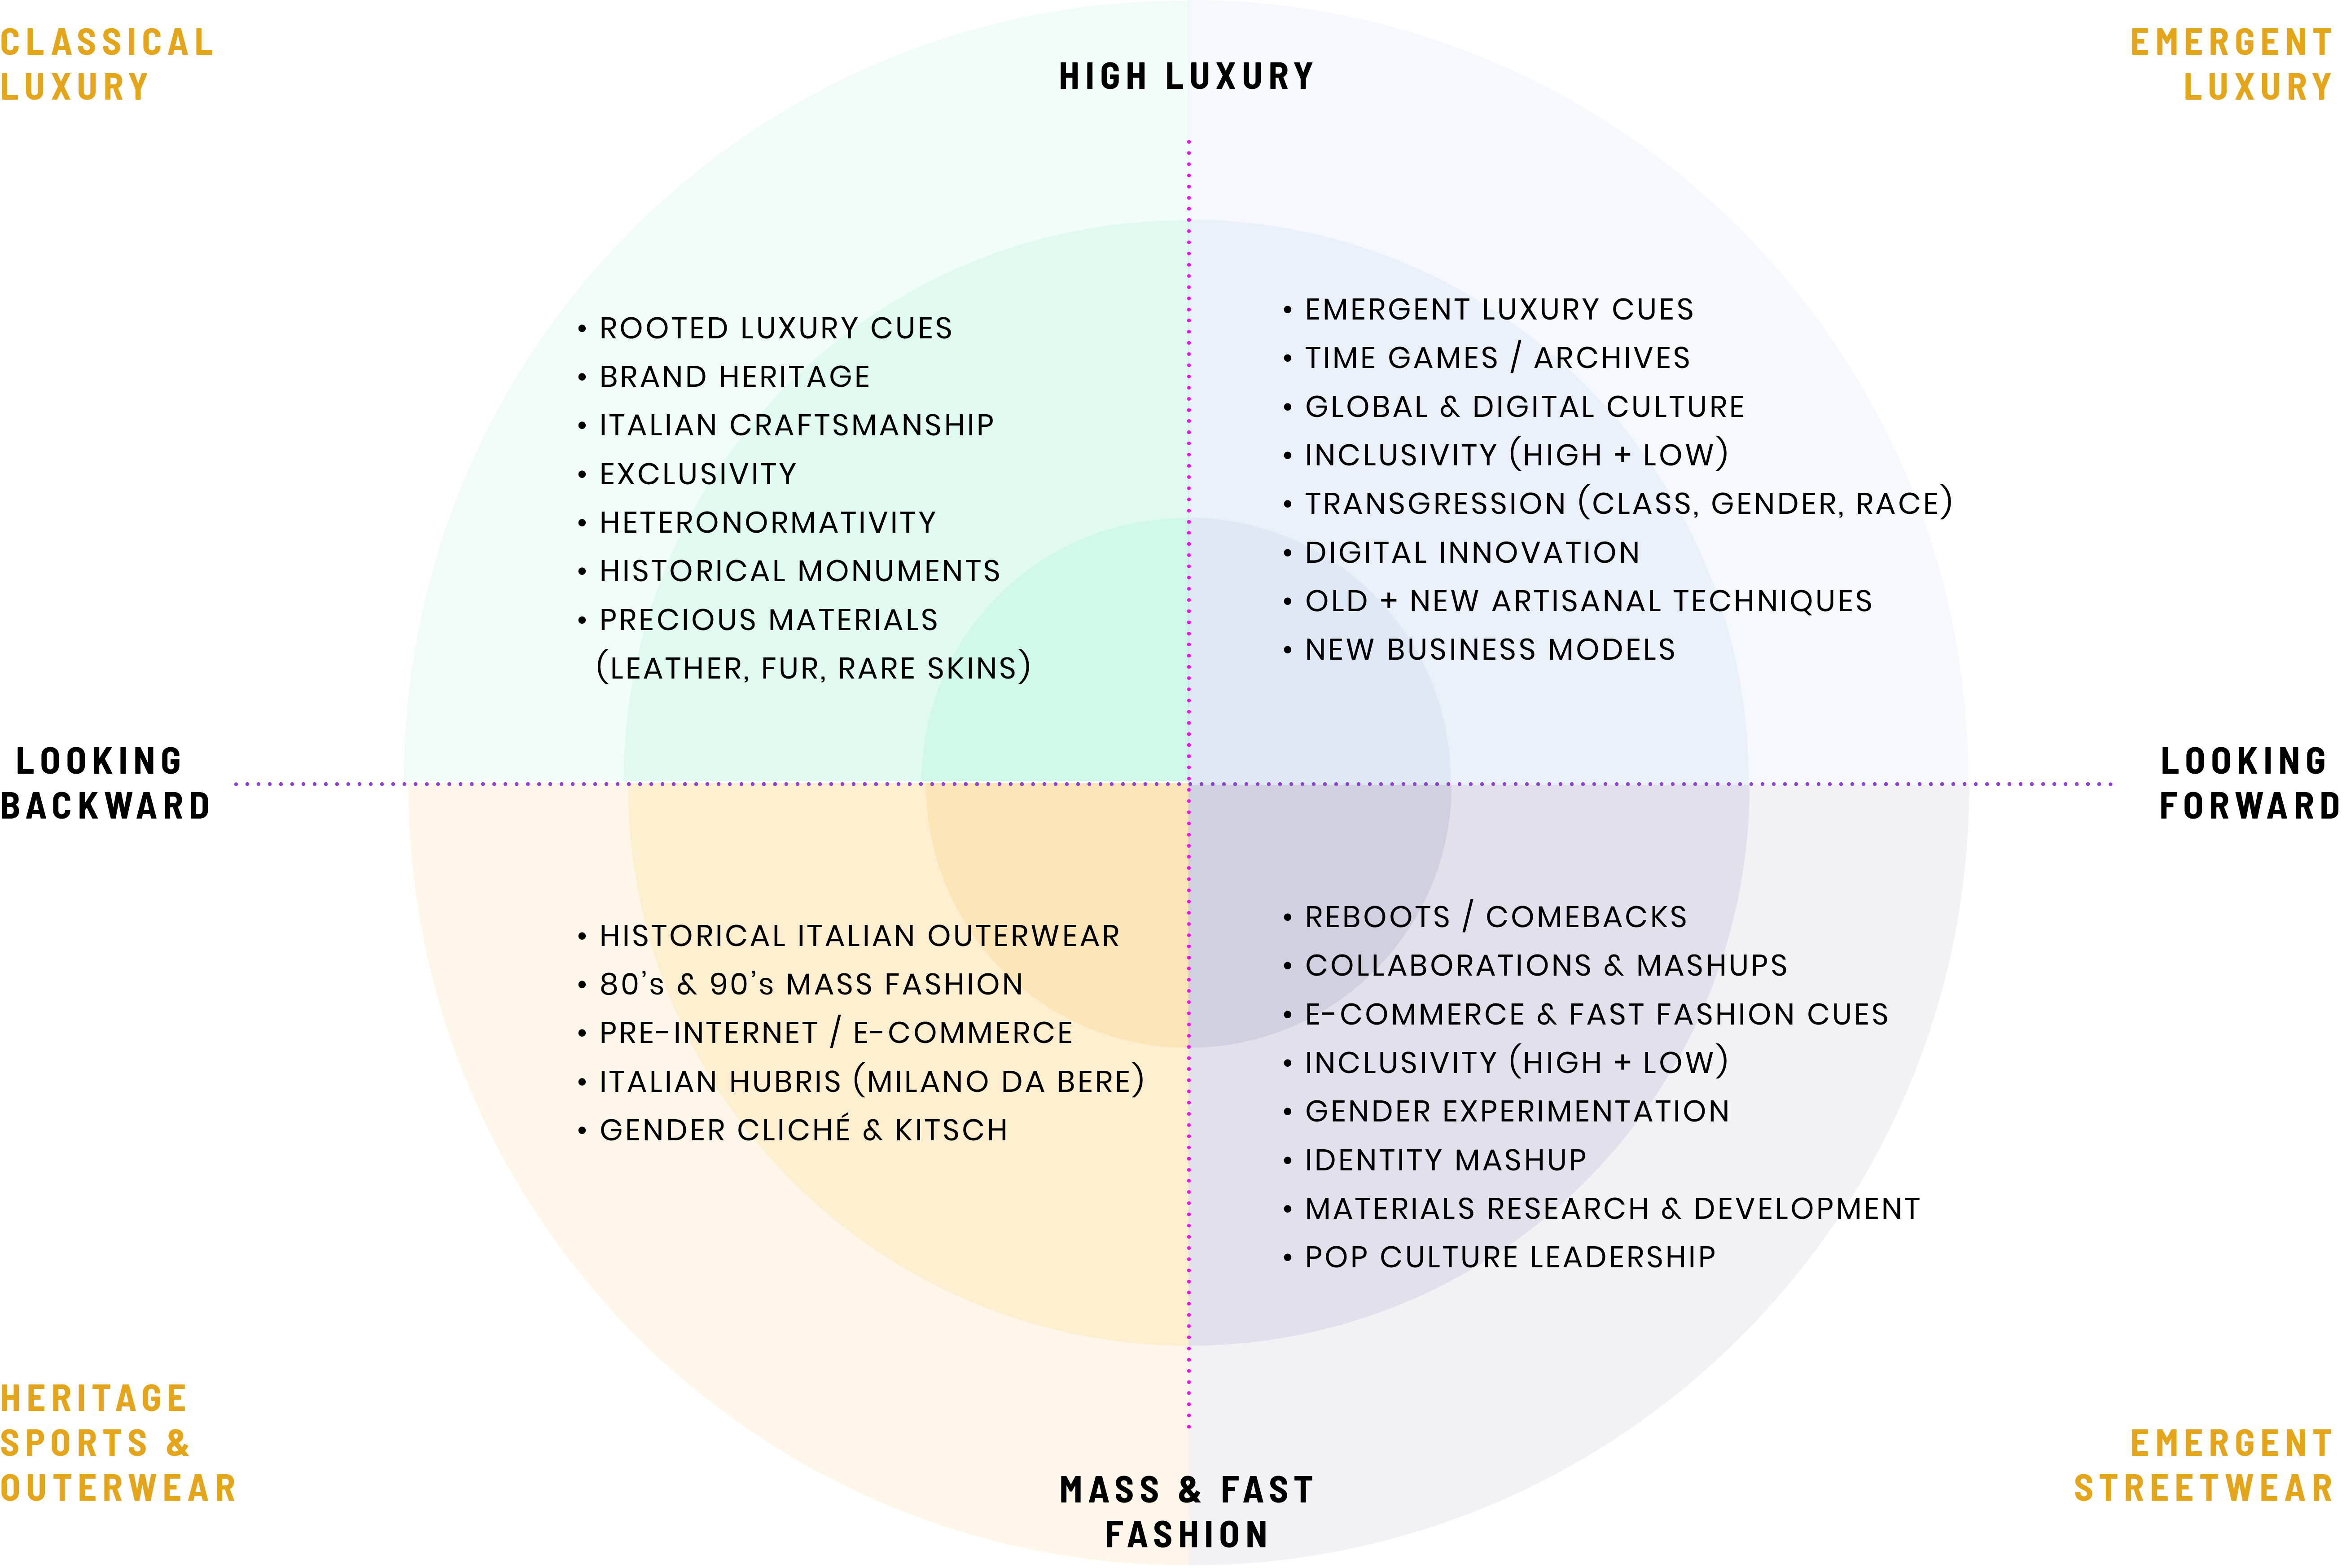 CLASSICAL
LUXURY
HIGH LUXURY
EMERGENT
LUXURY
• ROOTED LUXURY CUES
• BRAND HERITAGE
• ITALIAN CRAFTSMANSHIP
• EXCLUSIVITY
• HETERONORMATIVITY
• HISTORICAL MONUMENTS
• PRECIOUS MATERIALS
(LEATHER, FUR, RARE SKINS)
• EMERGENT LUXURY CUES
• TIME GAMES / ARCHIVES
• GLOBAL & DIGITAL CULTURE
• INCLUSIVITY (HIGH + LOW)
• TRANSGRESSION (CLASS, GENDER, RACE)
• DIGITAL INNOVATION
• OLD + NEW ARTISANAL TECHNIQUES
• NEW BUSINESS MODELS
LOOKING
BACKWARD
LOOKING
FORWARD
• HISTORICAL ITALIAN OUTERWEAR
• 80’s & 90’s MASS FASHION
• PRE-INTERNET / E-COMMERCE
• ITALIAN HUBRIS (MILANO DA BERE)
• GENDER CLICHÉ & KITSCH
• REBOOTS / COMEBACKS
• COLLABORATIONS & MASHUPS
• E-COMMERCE & FAST FASHION CUES
• INCLUSIVITY (HIGH + LOW)
• GENDER EXPERIMENTATION
• IDENTITY MASHUP
• MATERIALS RESEARCH & DEVELOPMENT
• POP CULTURE LEADERSHIP
HERITAGE
SPORTS &
OUTERWEAR
MASS & FAST
FASHION
EMERGENT
STREETWEAR